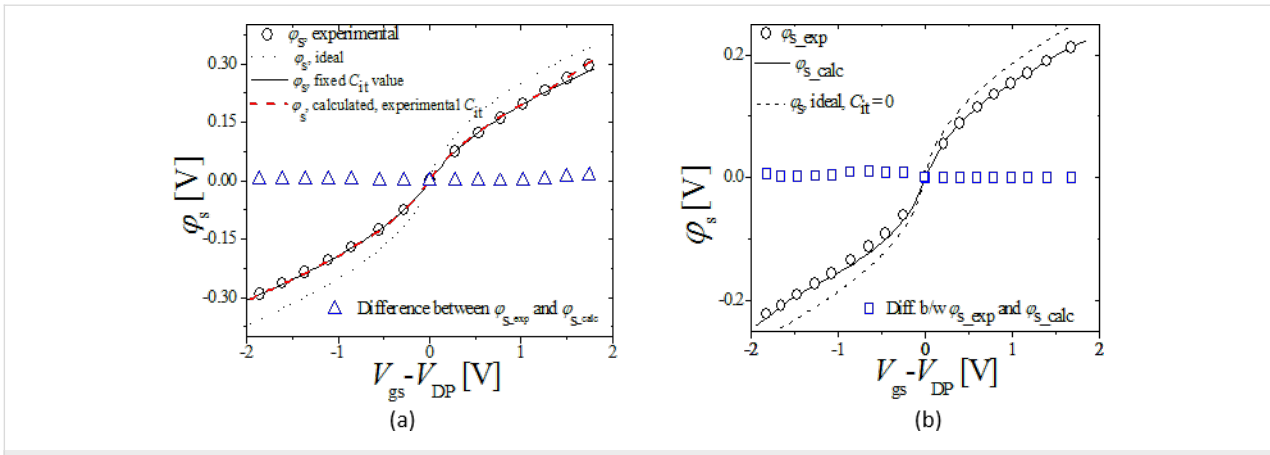 φs, experimental
φs, ideal
φs, fixed Cit value
φs, calculated, experimental Cit
0.30
0.15
0.00
-0.15
-0.30
φs [V]
Difference between φS_exp and φS_calc
-2 -1 0 1 2
Vgs-VDP [V]
(a)
φS_exp
φS_calc
φs, ideal, Cit = 0
0.2
0.0
-0.2
φs [V]
Diff. b/w φS_exp and φS_calc
-2 -1 0 1 2
Vgs-VDP [V]
(b)